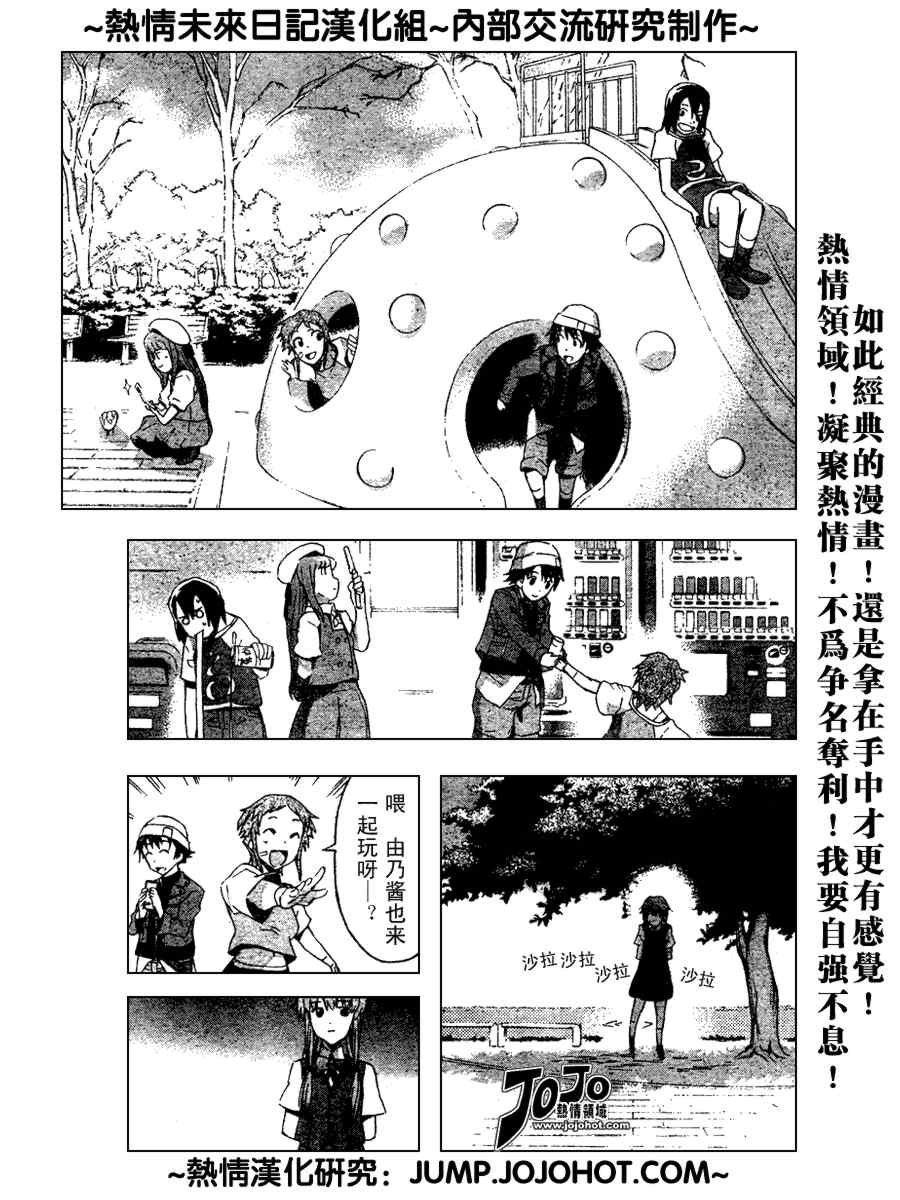 ~熱情未來日記漢化組~內部交流研究制作~
如此經典的漫畫！還是拿在手中才更有感覺！
熱情領域！凝聚熱情！不爲争名奪利！我要自强不息！
喂 由乃酱也来
一起玩呀—？
沙拉
沙拉
沙拉
沙拉
JOJO
熱情領域
www.jojohot.com
~熱情漢化研究：JUMP.JOJOHOT.COM~